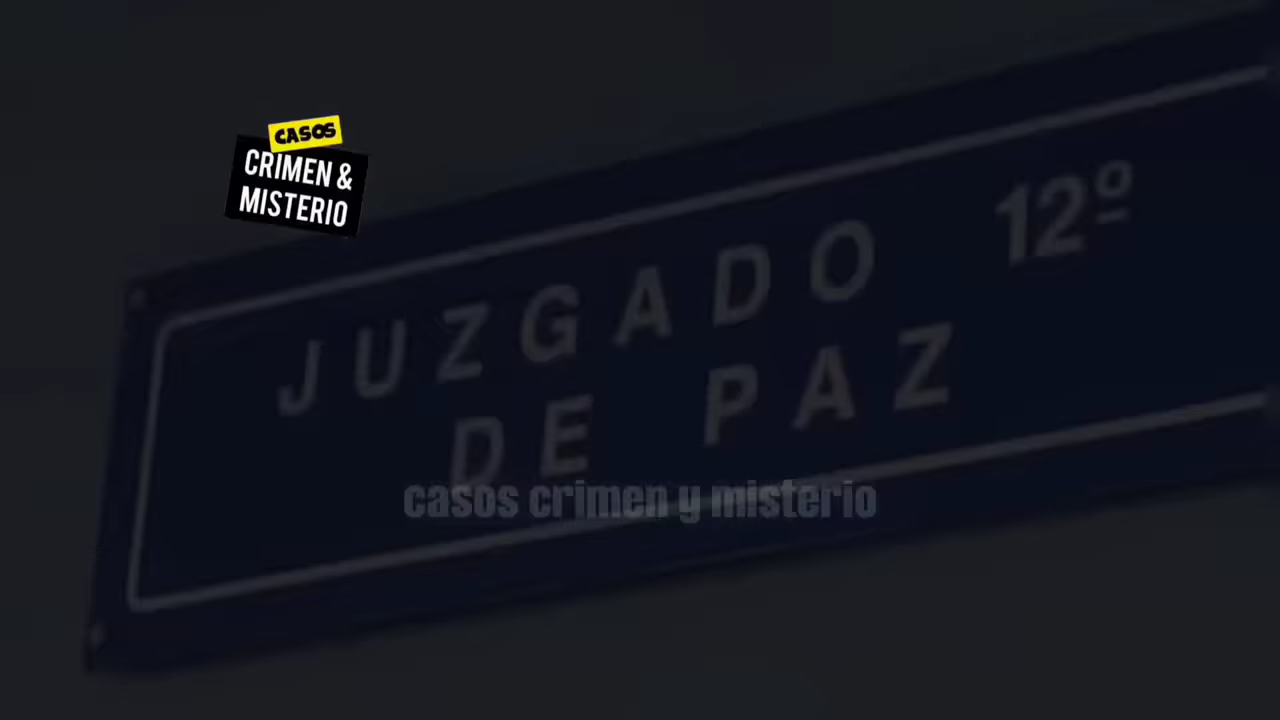 CASOS
CRIMEN &
MISTERIO
JUZGADO 12º
DE PAZ
casos crimen y misterio